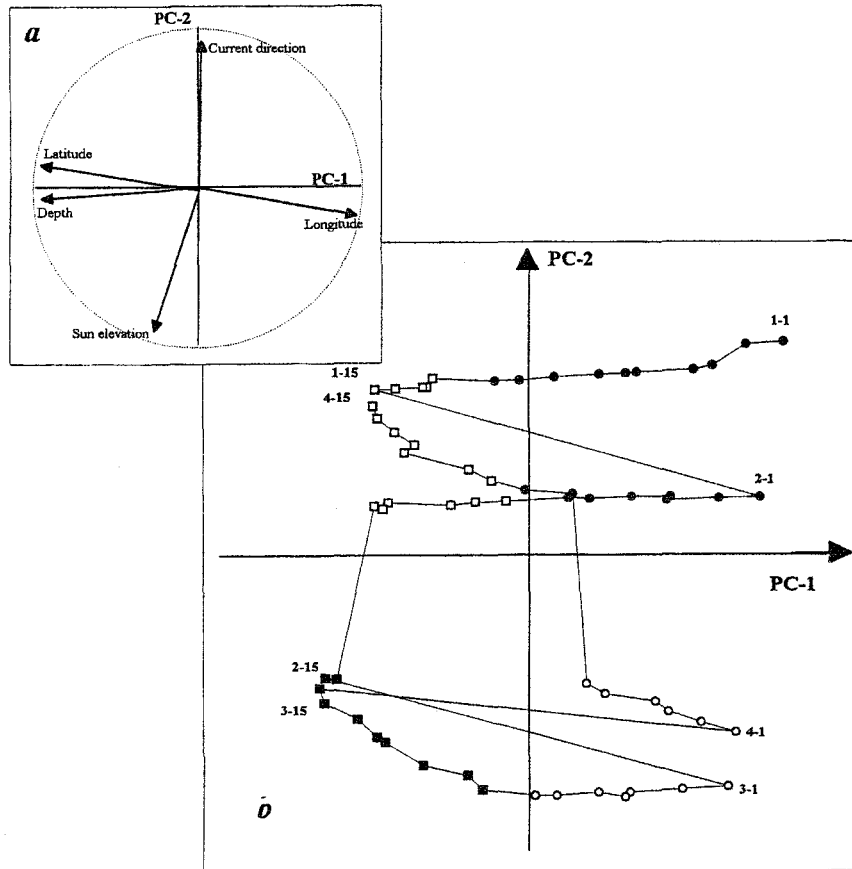 a
PC-2
Current direction
Latitude
PC-1
Depth
Longitude
Sun elevation
PC-2
1-1
1-15
4-15
2-1
PC-1
2-15
3-15
4-1
3-1